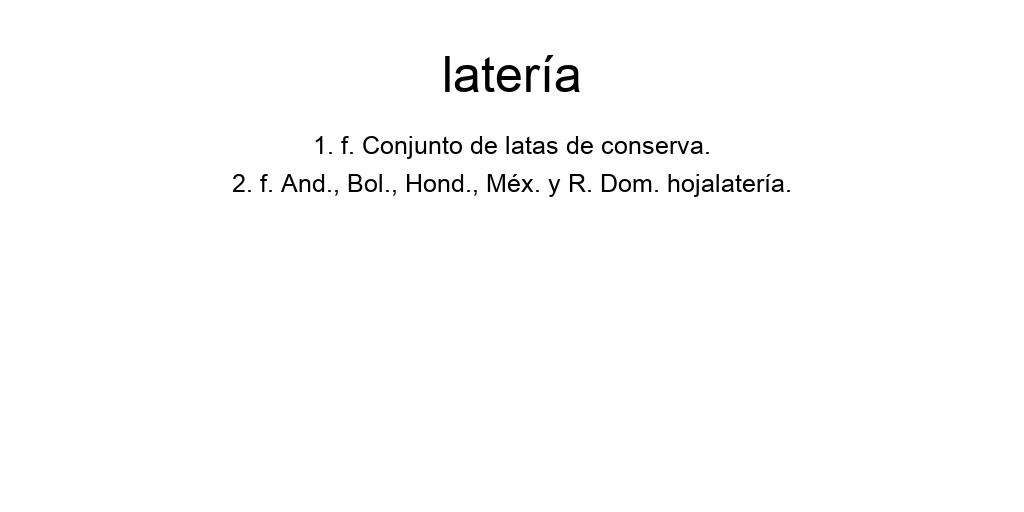 latería
1. f. Conjunto de latas de conserva.
2. f. And., Bol., Hond., Méx. y R. Dom. hojalatería.